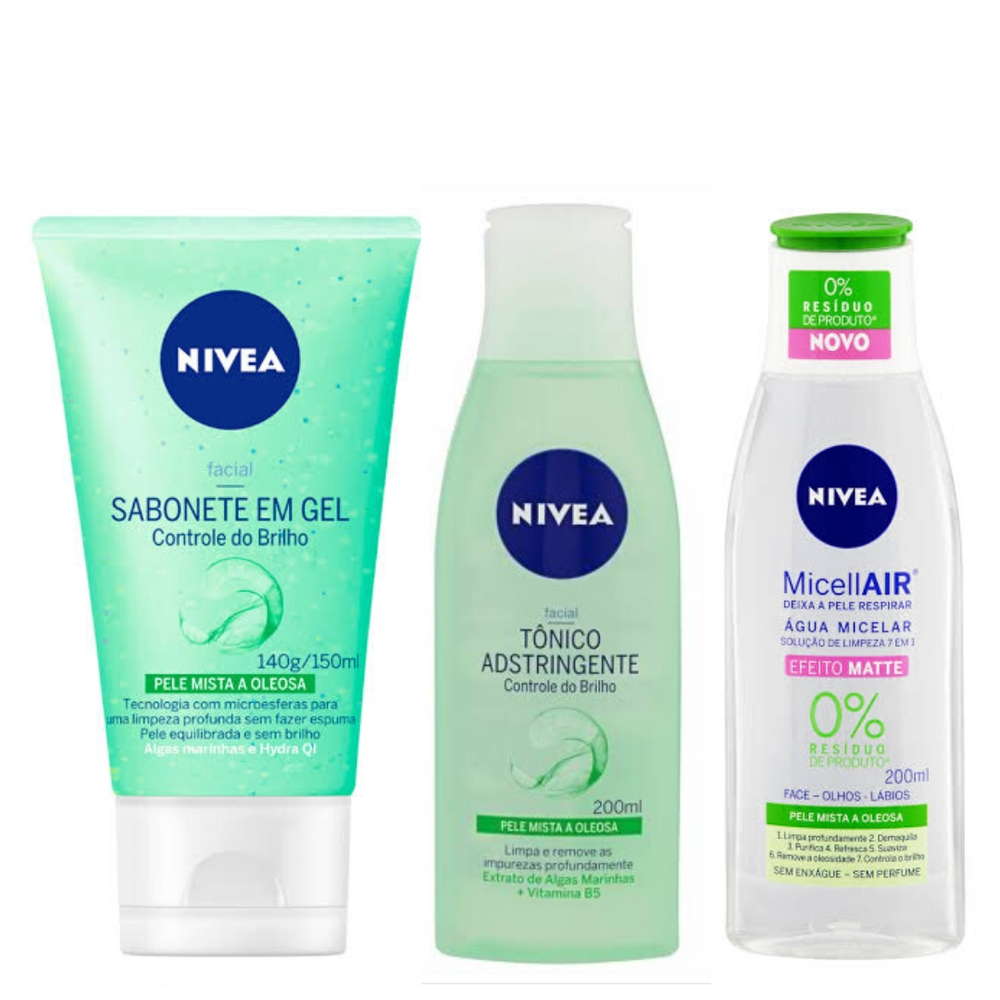 NIVEA
facial
SABONETE EM GEL
Controle do Brilho
140g/150ml
PELE MISTA A OLEOSA
Tecnologia com microesferas para
uma limpeza profunda sem fazer espuma
Pele equilibrada e sem brilho
Algas marinhas e Hydra QI
NIVEA
facial
TÔNICO
ADSTRINGENTE
Controle do Brilho
200ml
PELE MISTA A OLEOSA
Limpa e remove as
impurezas profundamente
Extrato de Algas Marinhas
+ Vitamina B5
0%
RESÍDUO
DE PRODUTO*
NOVO
NIVEA
MicellAIR®
DEIXA A PELE RESPIRAR
ÁGUA MICELAR
SOLUÇÃO DE LIMPEZA 7 EM 1
EFEITO MATTE
0%
RESÍDUO
DE PRODUTO*
200ml
FACE – OLHOS - LÁBIOS
PELE MISTA A OLEOSA
1. Limpa profundamente 2. Demaquila
3. Purifica 4. Refresca 5. Suaviza
6. Remove a oleosidade 7. Controla o brilho
SEM ENXÁGUE – SEM PERFUME